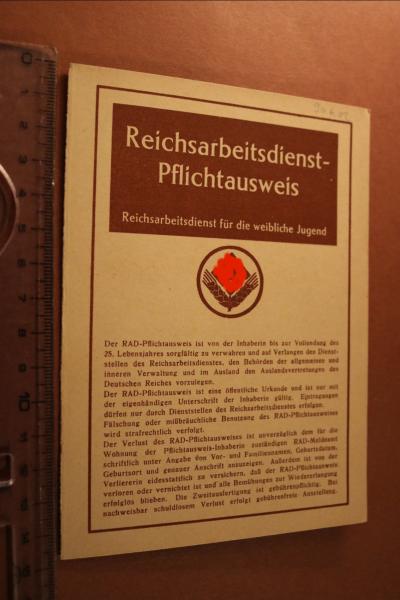 Reichsarbeitsdienst-
Pflichtausweis
Reichsarbeitsdienst für die weibliche Jugend
Der RAD-Pflichtausweis ist von der Inhaberin bis zur Vollendung des
25. Lebensjahres sorgfältig zu verwahren und auf Verlangen den Dienst-
stellen des Reichsarbeitsdienstes, den Behörden der allgemeinen und
inneren Verwaltung und im Ausland den Auslandsvertretungen des
Deutschen Reiches vorzulegen.
Der RAD-Pflichtausweis ist eine öffentliche Urkunde und ist nur mit
der eigenhändigen Unterschrift der Inhaberin gültig. Eintragungen
dürfen nur durch Dienststellen des Reichsarbeitsdienstes erfolgen.
Fälschung oder mißbräuchliche Benutzung des RAD-Pflichtausweises
wird strafrechtlich verfolgt.
Der Verlust des RAD-Pflichtausweises ist unverzüglich dem für die
Wohnung der Pflichtausweis-Inhaberin zuständigen RAD-Meldeamt
schriftlich unter Angabe von Vor- und Familiennamen, Geburtsdatum,
Geburtsort und genauer Anschrift anzuzeigen. Außerdem ist von der
Verliererin eidesstattlich zu versichern, daß der RAD-Pflichtausweis
verloren oder vernichtet ist und alle Bemühungen zur Wiedererlangung
erfolglos blieben. Die Zweitausfertigung ist gebührenpflichtig. Bei
nachweisbar schuldlosem Verlust erfolgt gebührenfreie Ausstellung.
0
5
10